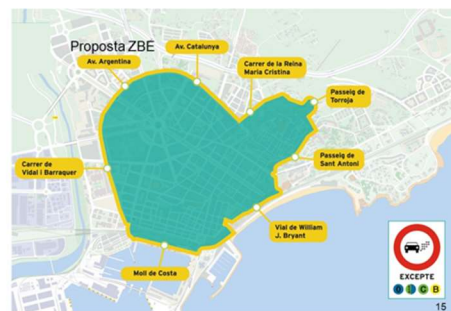 Proposta ZBE
Av. Argentina
Av. Catalunya
Carrer de la Reina
Maria Cristina
Passeig de
Torroja
Passeig de
Sant Antoni
Carrer de
Vidal i Barraquer
Vial de William
J. Bryant
Moll de Costa
EXCEPTE
0 C B
15